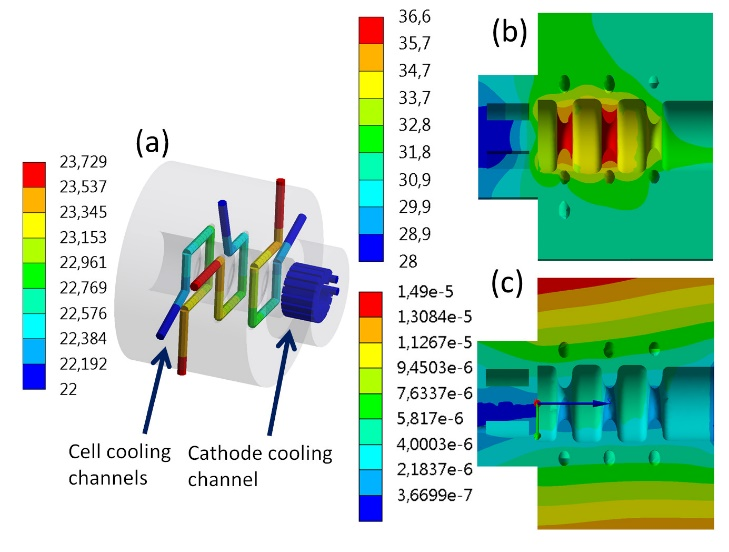 (a)
23,729
23,537
23,345
23,153
22,961
22,769
22,576
22,384
22,192
22
Cell cooling
channels
Cathode cooling
channel
(b)
36,6
35,7
34,7
33,7
32,8
31,8
30,9
29,9
28,9
28
(c)
1,49e-5
1,3084e-5
1,1267e-5
9,4503e-6
7,6337e-6
5,817e-6
4,0003e-6
2,1837e-6
3,6699e-7